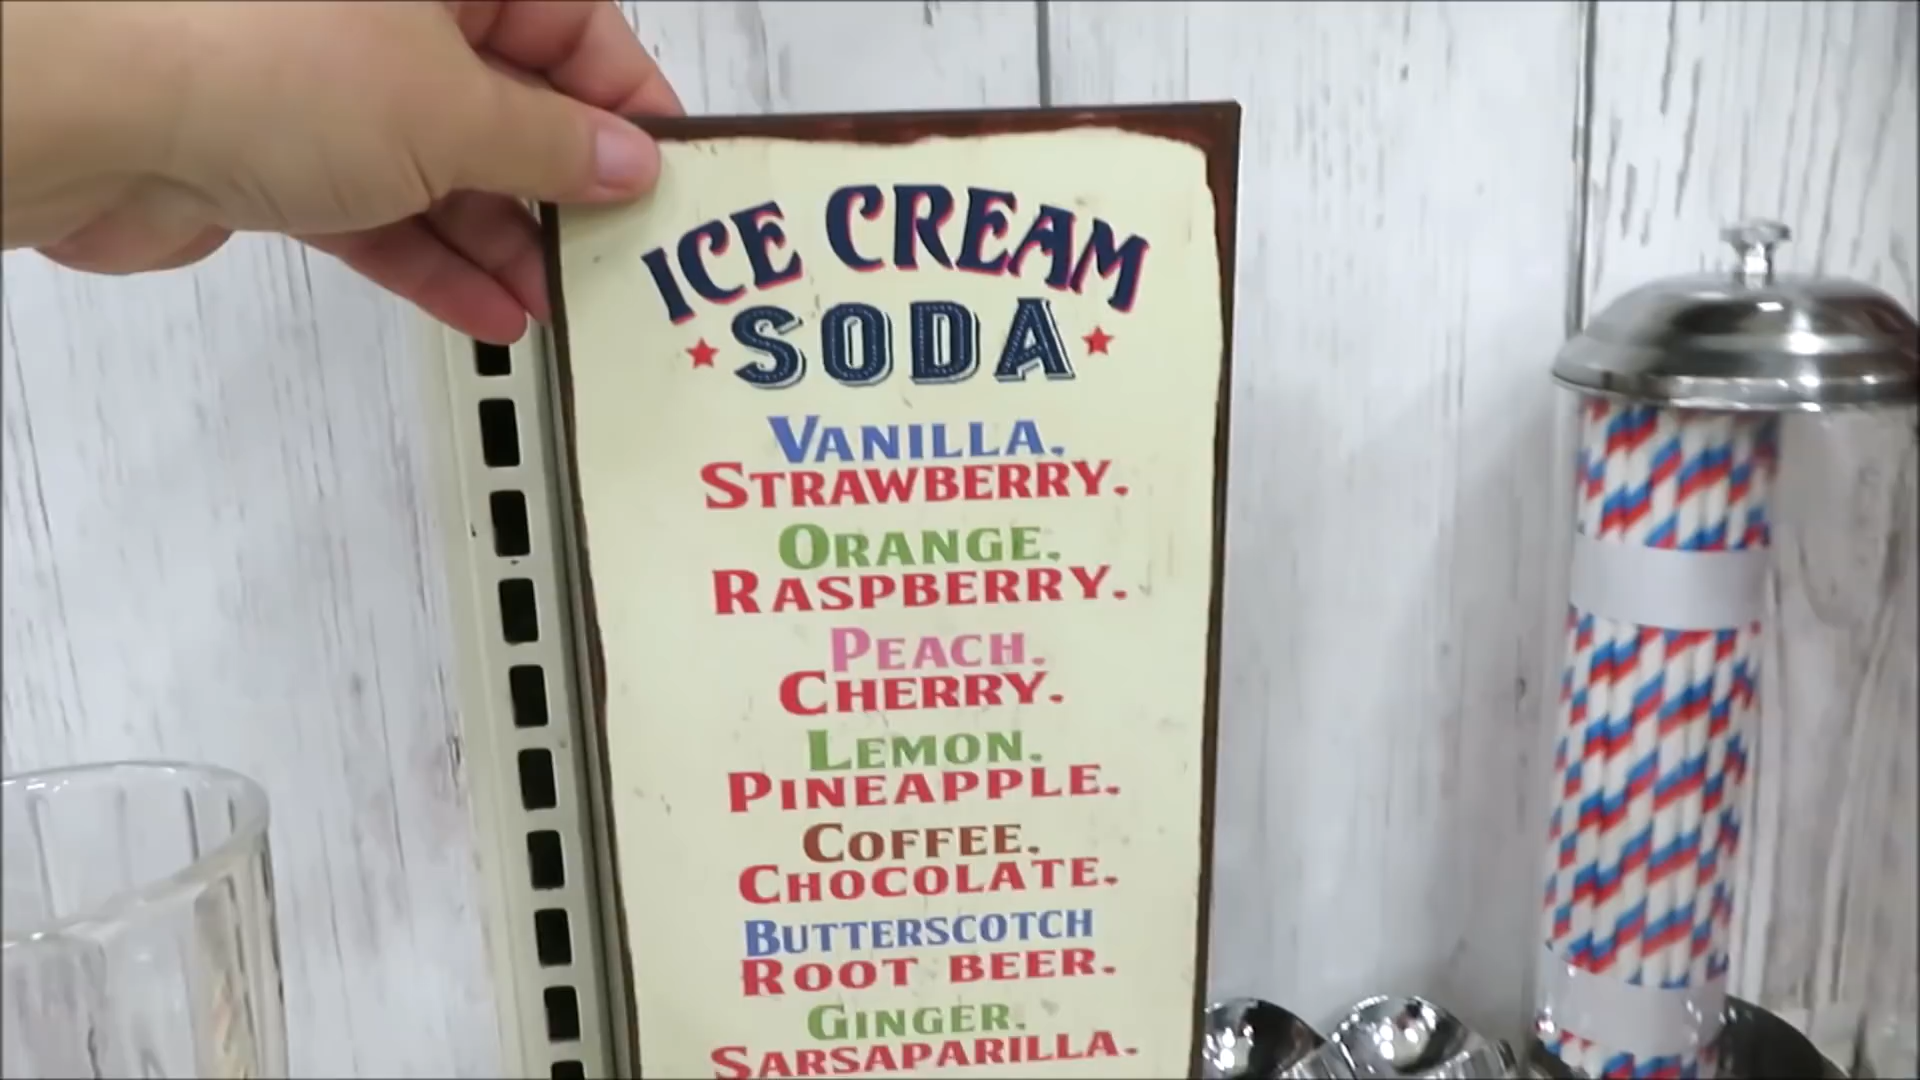 ICE CREAM
SODA
VANILLA.
STRAWBERRY.
ORANGE.
RASPBERRY.
PEACH.
CHERRY.
LEMON.
PINEAPPLE.
COFFEE.
CHOCOLATE.
BUTTERSCOTCH
ROOT BEER.
GINGER.
SARSAPARILLA.